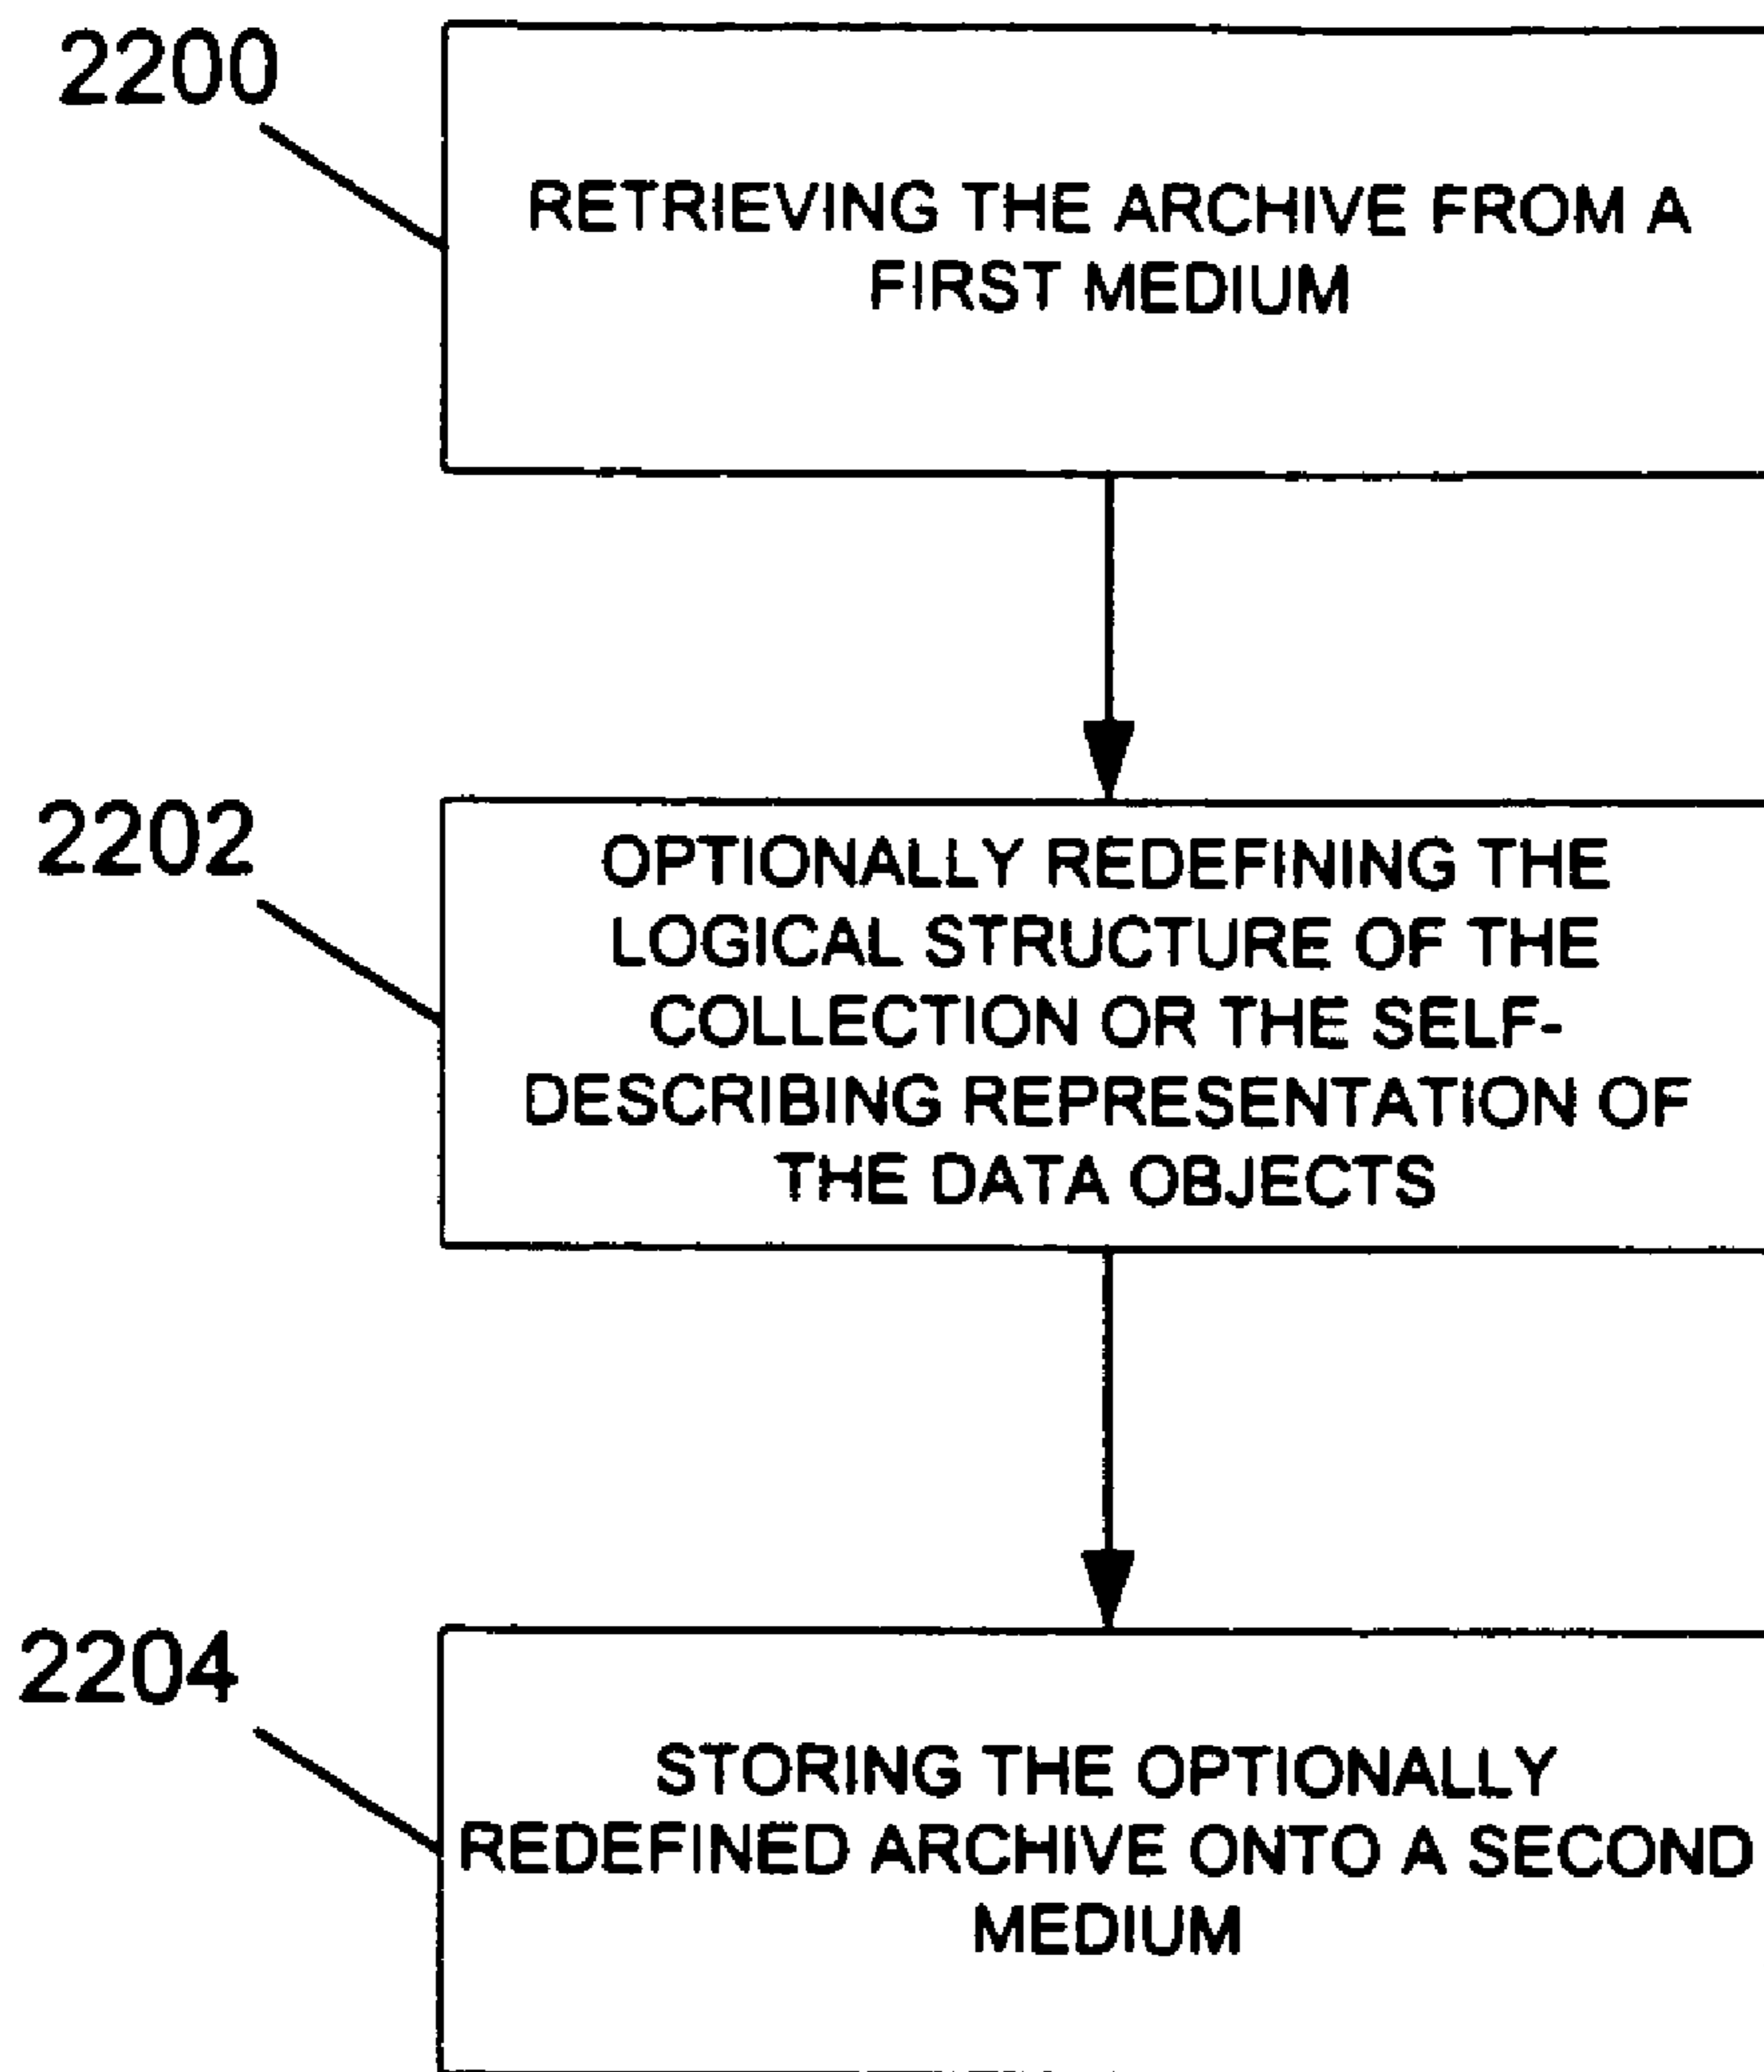 2200
RETRIEVING THE ARCHIVE FROM A
FIRST MEDIUM
2202
OPTIONALLY REDEFINING THE
LOGICAL STRUCTURE OF THE
COLLECTION OR THE SELF-
DESCRIBING REPRESENTATION OF
THE DATA OBJECTS
2204
STORING THE OPTIONALLY
REDEFINED ARCHIVE ONTO A SECOND
MEDIUM